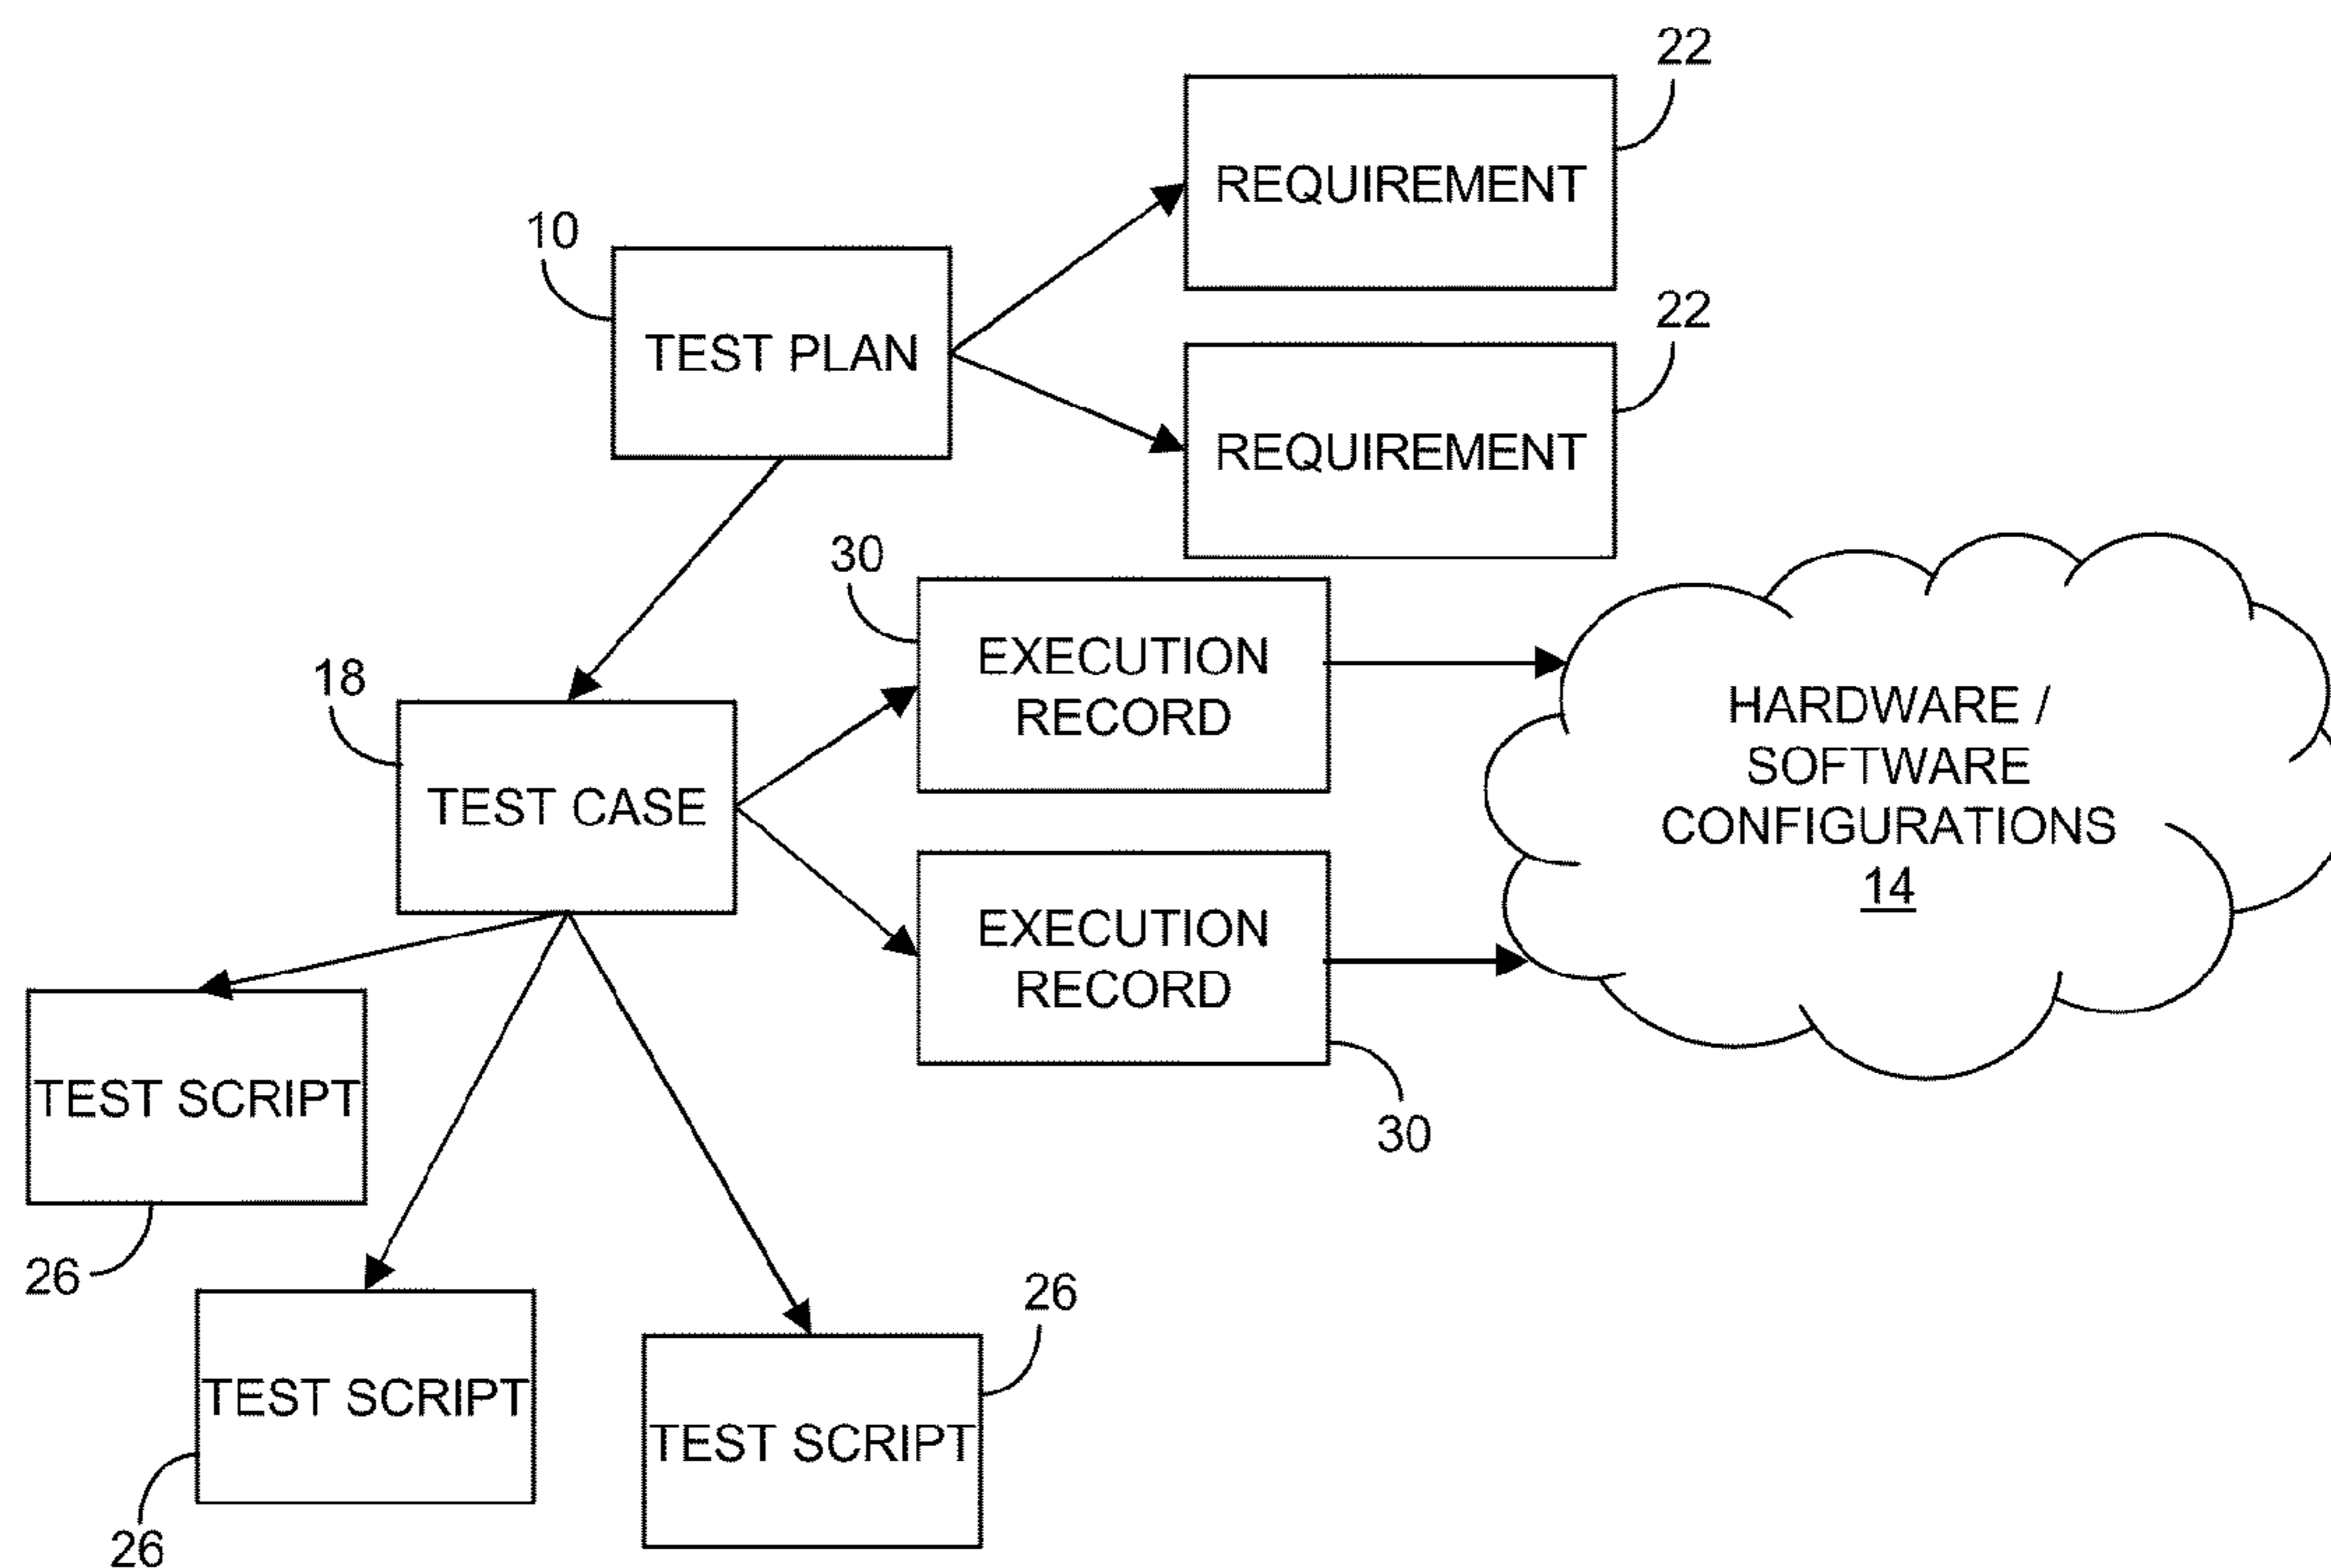 22
REQUIREMENT
10
TEST PLAN
22
REQUIREMENT
30
EXECUTION
RECORD
18
TEST CASE
HARDWARE /
SOFTWARE
CONFIGURATIONS
14
EXECUTION
RECORD
30
TEST SCRIPT
26
TEST SCRIPT
26
26
TEST SCRIPT